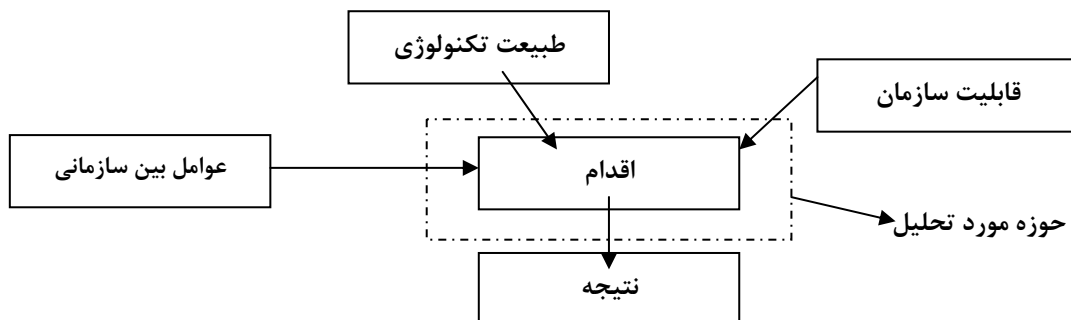 طبیعت تکنولوژی
قابلیت سازمان
عوامل بین سازمانی
اقدام
حوزه مورد تحلیل
نتیجه